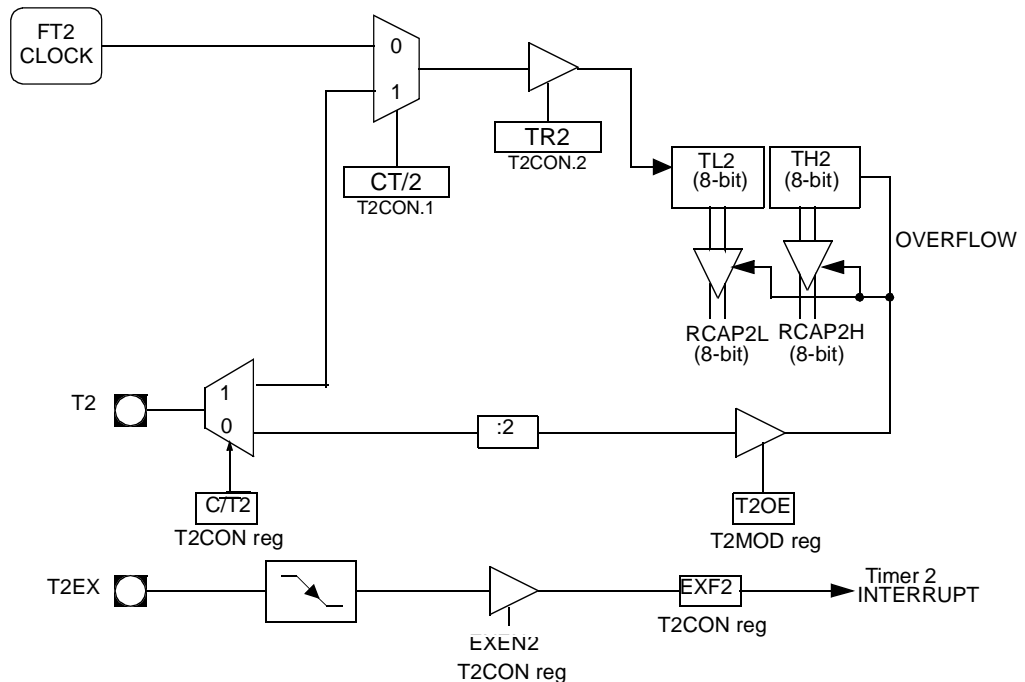 FT2
CLOCK
0
1
TR2
T2CON.2
CT/2
T2CON.1
TL2
(8-bit)
TH2
(8-bit)
OVERFLOW
RCAP2L
(8-bit)
RCAP2H
(8-bit)
T2
1
0
:2
C/T2
T2CON reg
T2OE
T2MOD reg
T2EX
EXEN2
T2CON reg
EXF2
T2CON reg
Timer 2
INTERRUPT